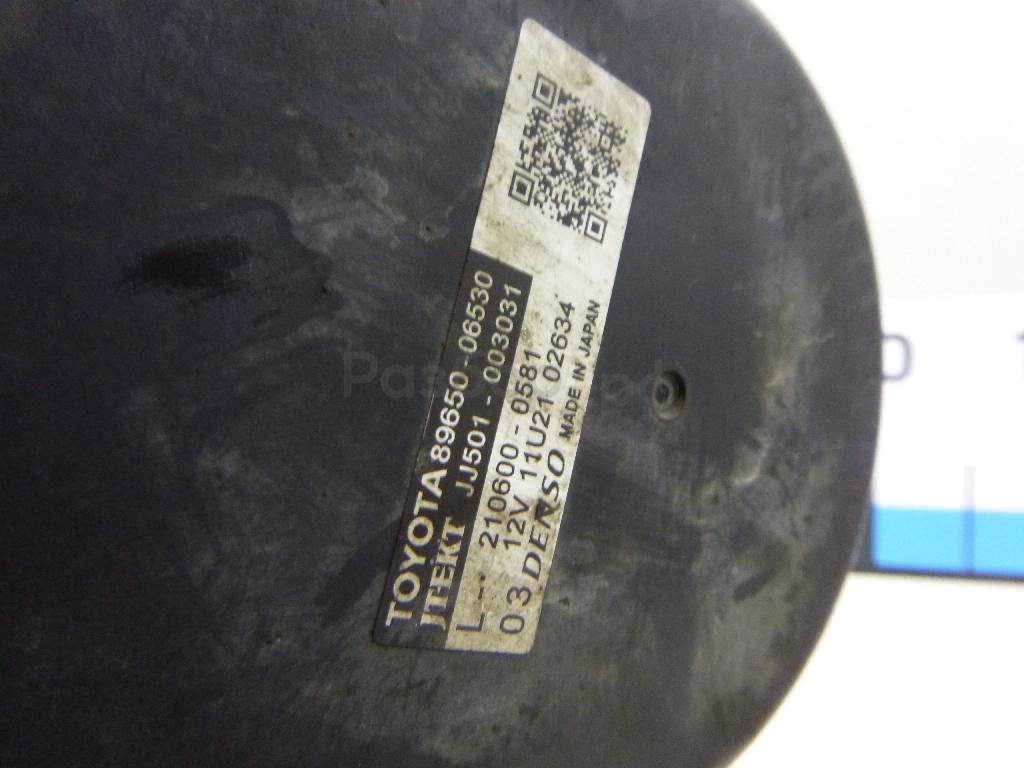 TOYOTA 89650-06530
JTEKT JJ501-003031
L-- 210600-0581
12V 11U21 02634
03 DENSO MADE IN JAPAN